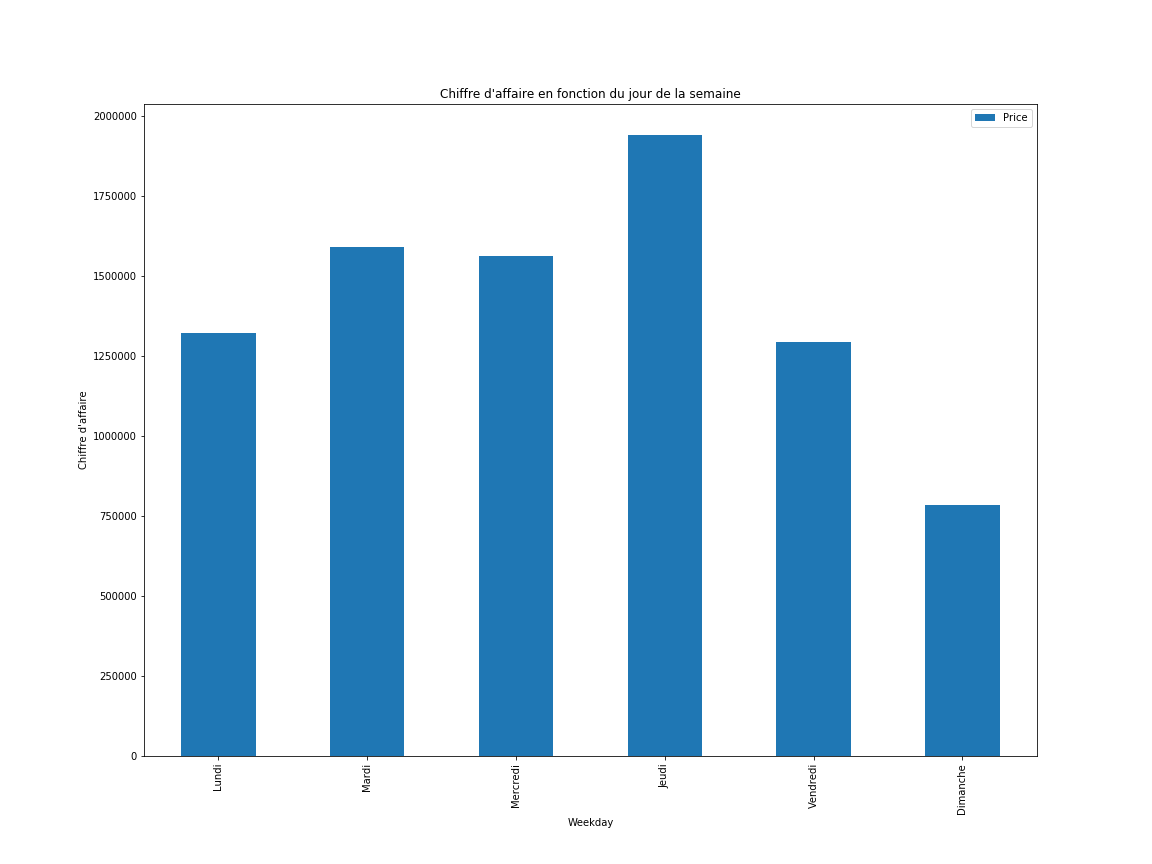 Chiffre d'affaire en fonction du jour de la semaine
Price
2000000
1750000
1500000
1250000
1000000
750000
500000
250000
0
Chiffre d'affaire
Lundi
Mardi
Mercredi
Jeudi
Vendredi
Dimanche
Weekday